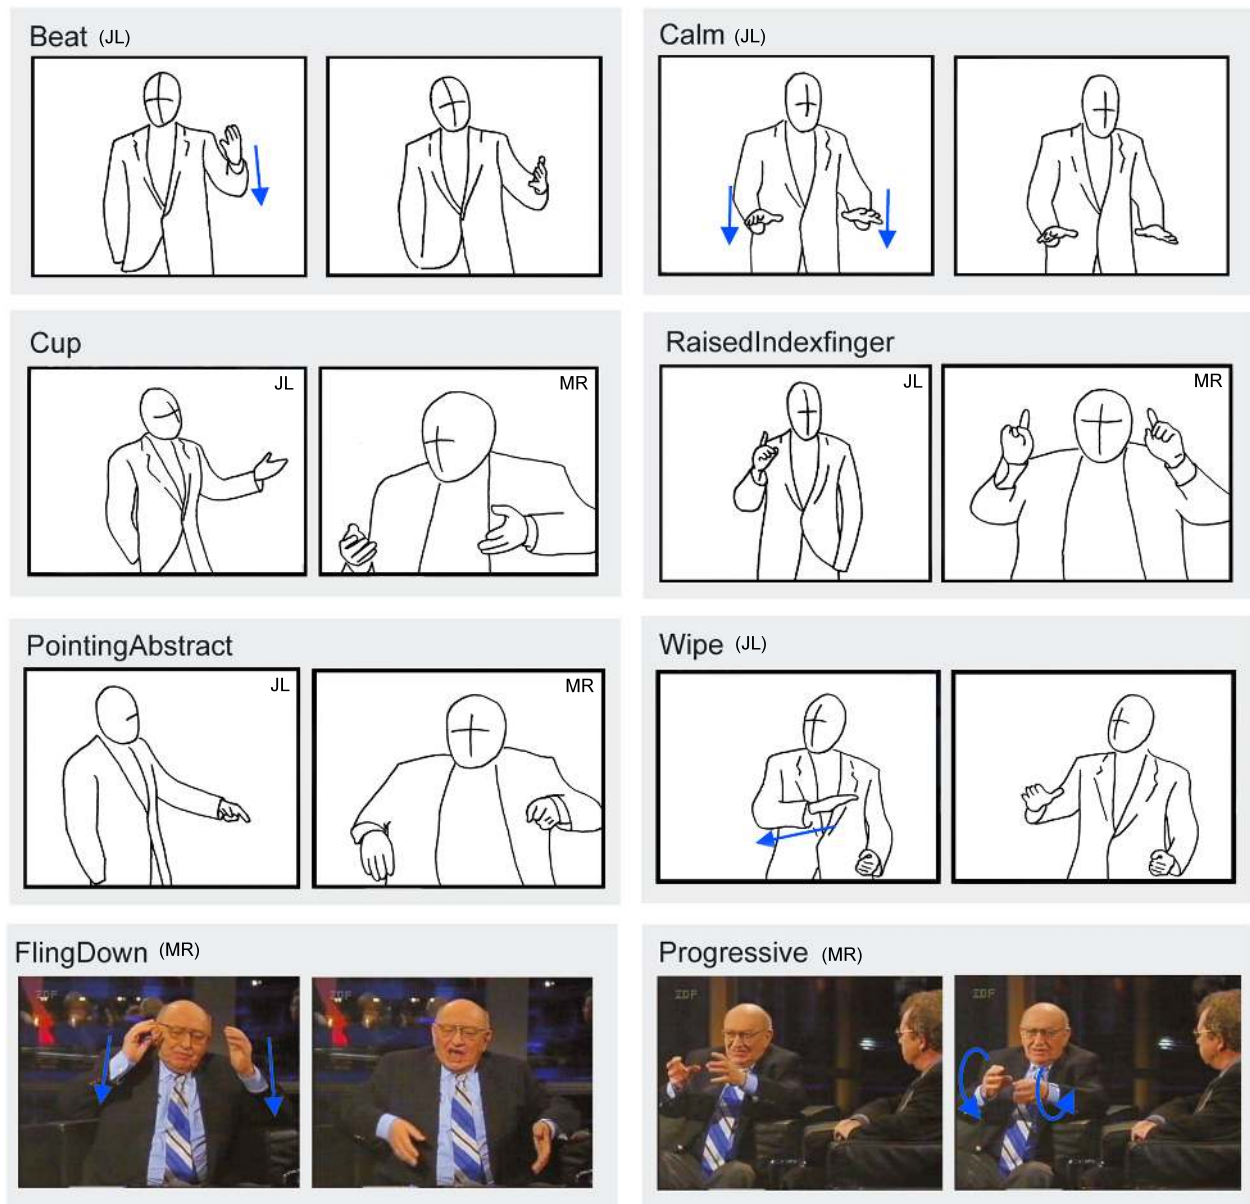 Beat (JL)
Calm (JL)
Cup
JL
MR
RaisedIndexfinger
JL
MR
PointingAbstract
JL
MR
Wipe (JL)
FlingDown (MR)
ZDF
Progressive (MR)
ZDF
ZDF